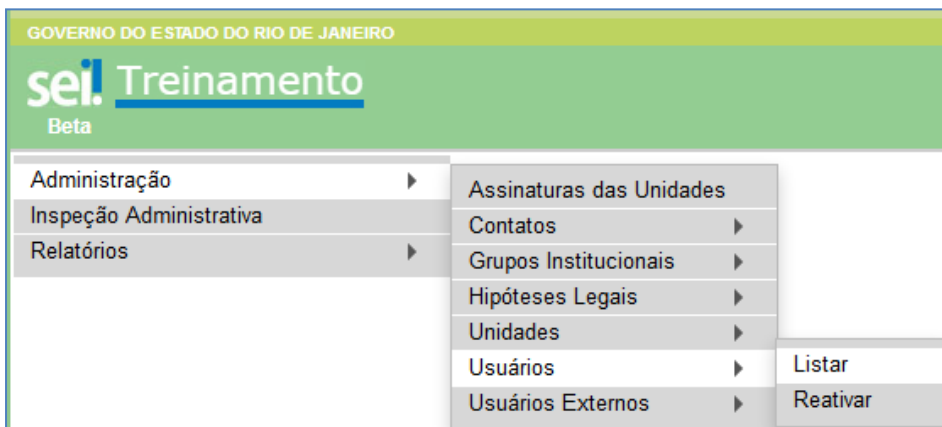 GOVERNO DO ESTADO DO RIO DE JANEIRO
sei! Treinamento
Beta
Administração
Inspeção Administrativa
Relatórios
Assinaturas das Unidades
Contatos
Grupos Institucionais
Hipóteses Legais
Unidades
Usuários
Usuários Externos
Listar
Reativar